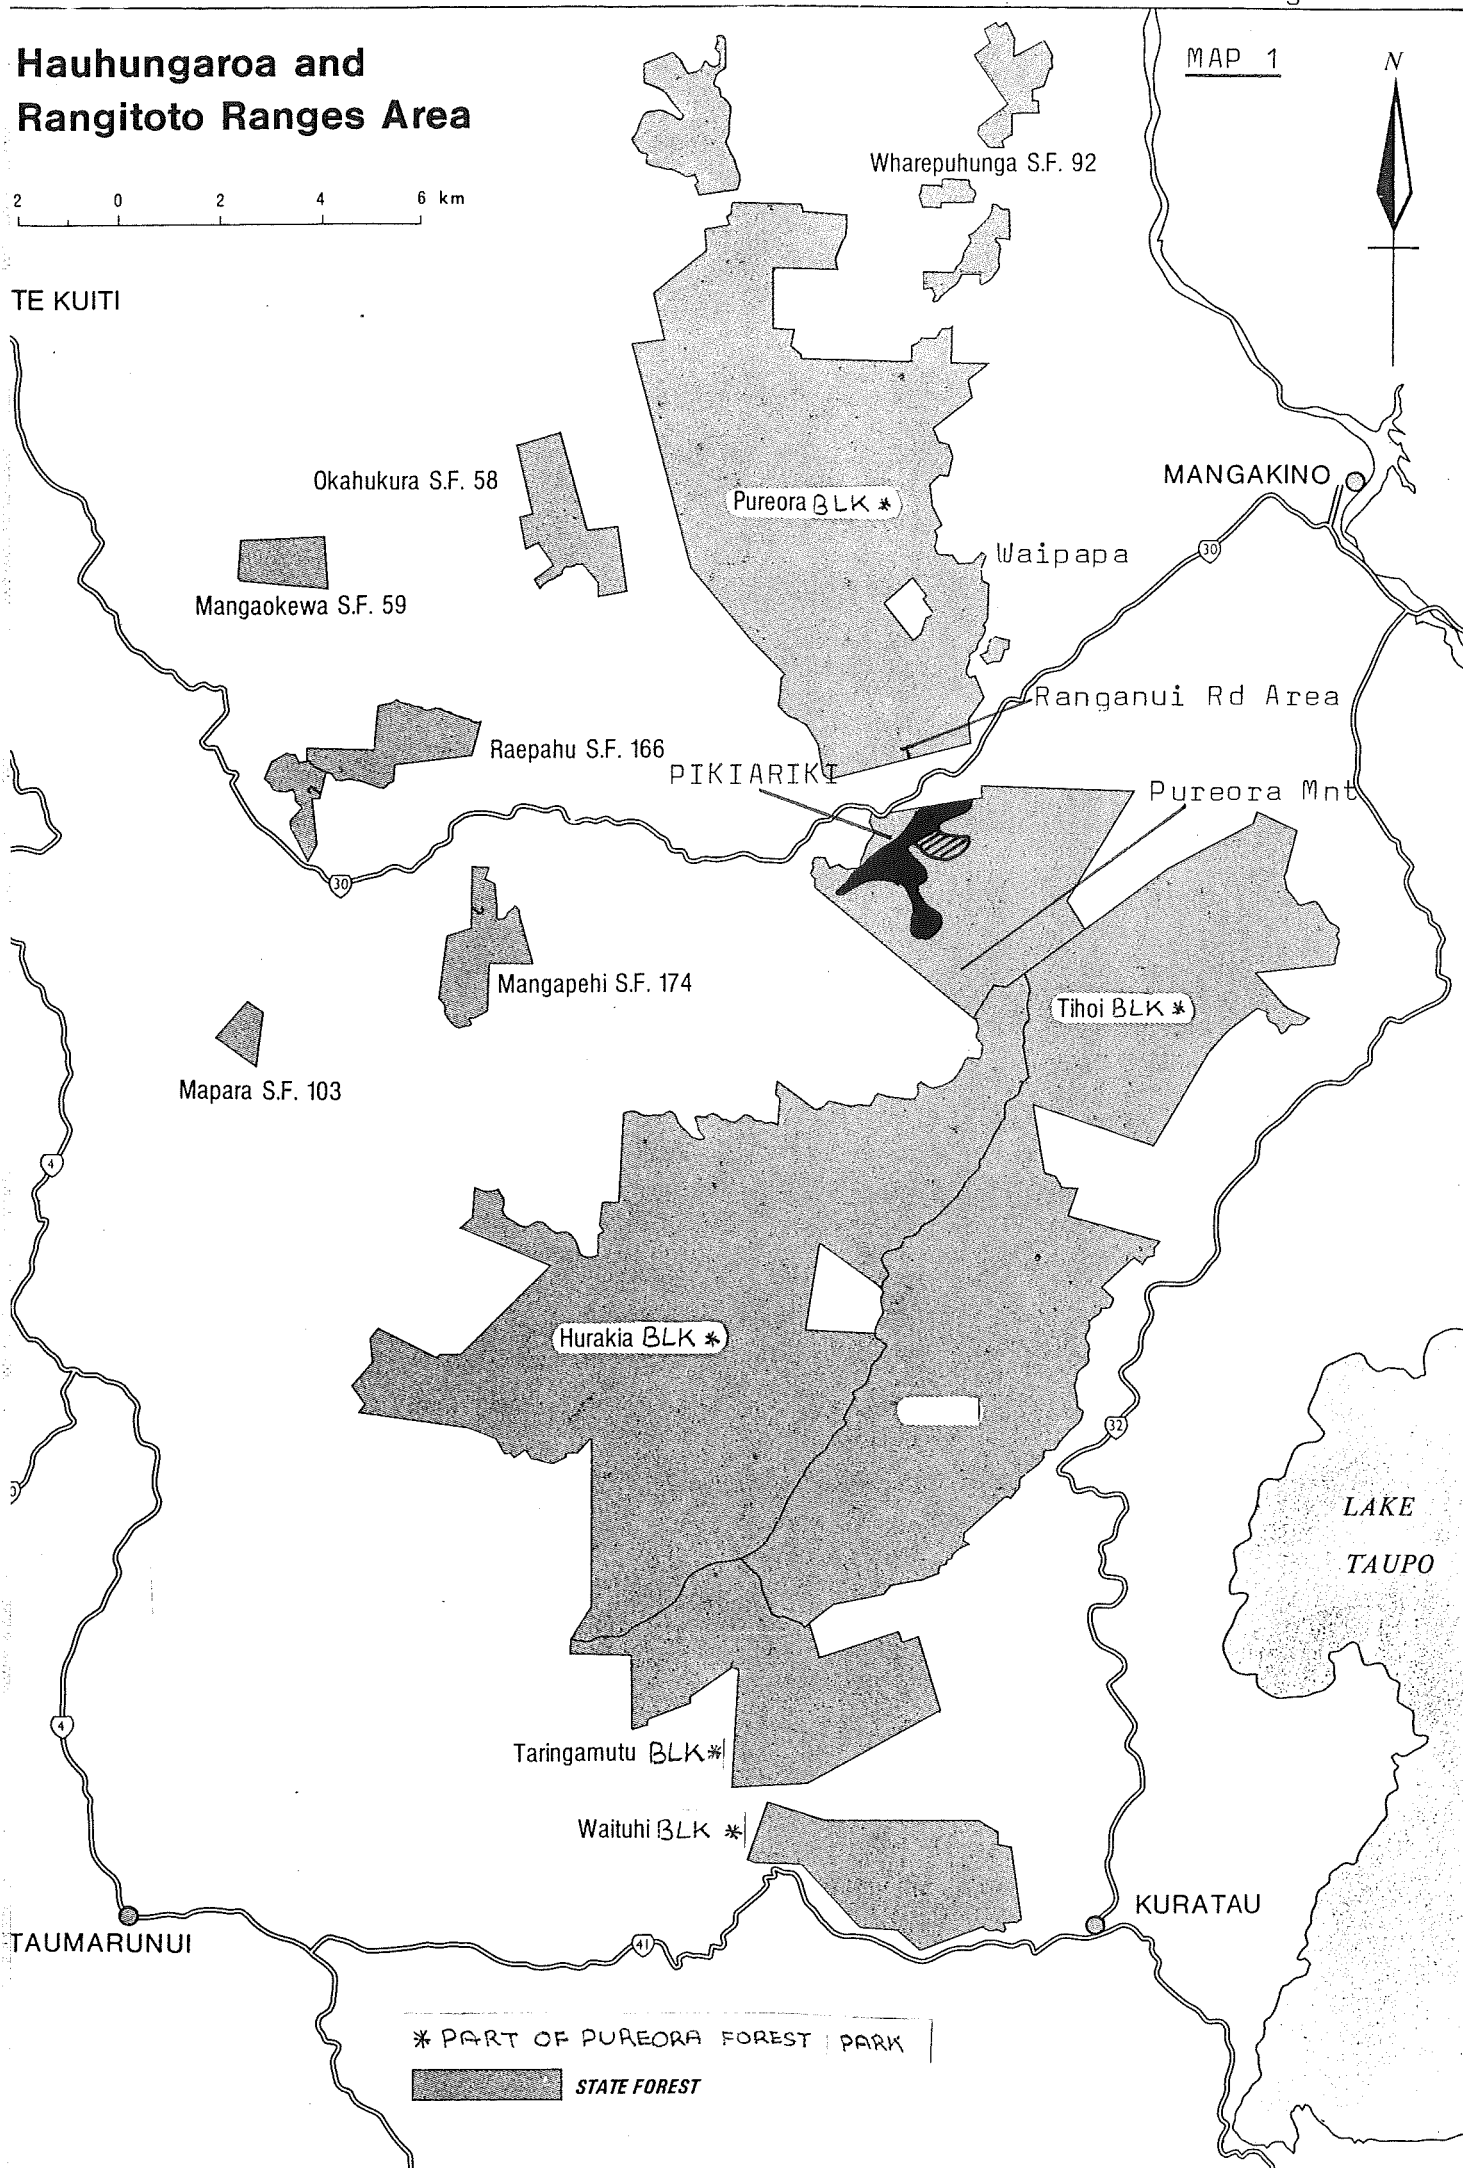 MAP 1
Hauhungaroa and
Rangitoto Ranges Area
N
2 0 2 4 6 km
Wharepuhunga S.F. 92
TE KUITI
Okahukura S.F. 58
MANGAKINO
Pureora BLK *
30
Waipapa
Mangaokewa S.F. 59
Ranganui Rd Area
Raepahu S.F. 166
PIKIARIKI
Pureora Mnt
30
Mangapehi S.F. 174
Tihoi BLK *
Mapara S.F. 103
4
Hurakia BLK *
32
LAKE
TAUPO
4
Taringamutu BLK *
Waituhi BLK *
KURATAU
TAUMARUNUI
41
* PART OF PUREORA FOREST PARK
STATE FOREST